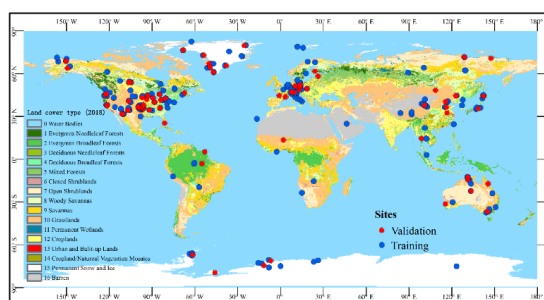 150° W 120° W 90° W 60° W 30° W 0° 30° E 60° E 90° E 120° E 150° E
Land cover type (2018)
0 Water Bodies
1 Evergreen Needleleaf Forests
2 Evergreen Broadleaf Forests
3 Deciduous Needleleaf Forests
4 Deciduous Broadleaf Forests
5 Mixed Forests
6 Closed Shrublands
7 Open Shrublands
8 Woody Savannas
9 Savannas
10 Grasslands
11 Permanent Wetlands
12 Croplands
13 Urban and Built-up Lands
14 Cropland/Natural Vegetation Mosaics
15 Permanent Snow and Ice
16 Barren
Sites
Validation
Training
150° W 120° W 90° W 60° W 30° W 0° 30° E 60° E 90° E 120° E 150° E